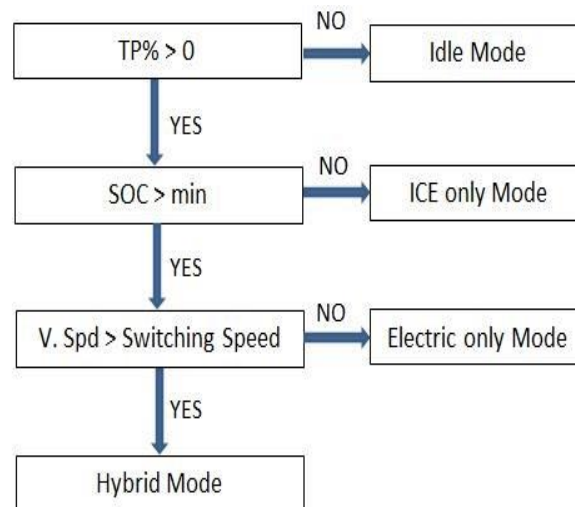 NO
TP% > 0
Idle Mode
YES
NO
SOC > min
ICE only Mode
YES
NO
V. Spd > Switching Speed
Electric only Mode
YES
Hybrid Mode